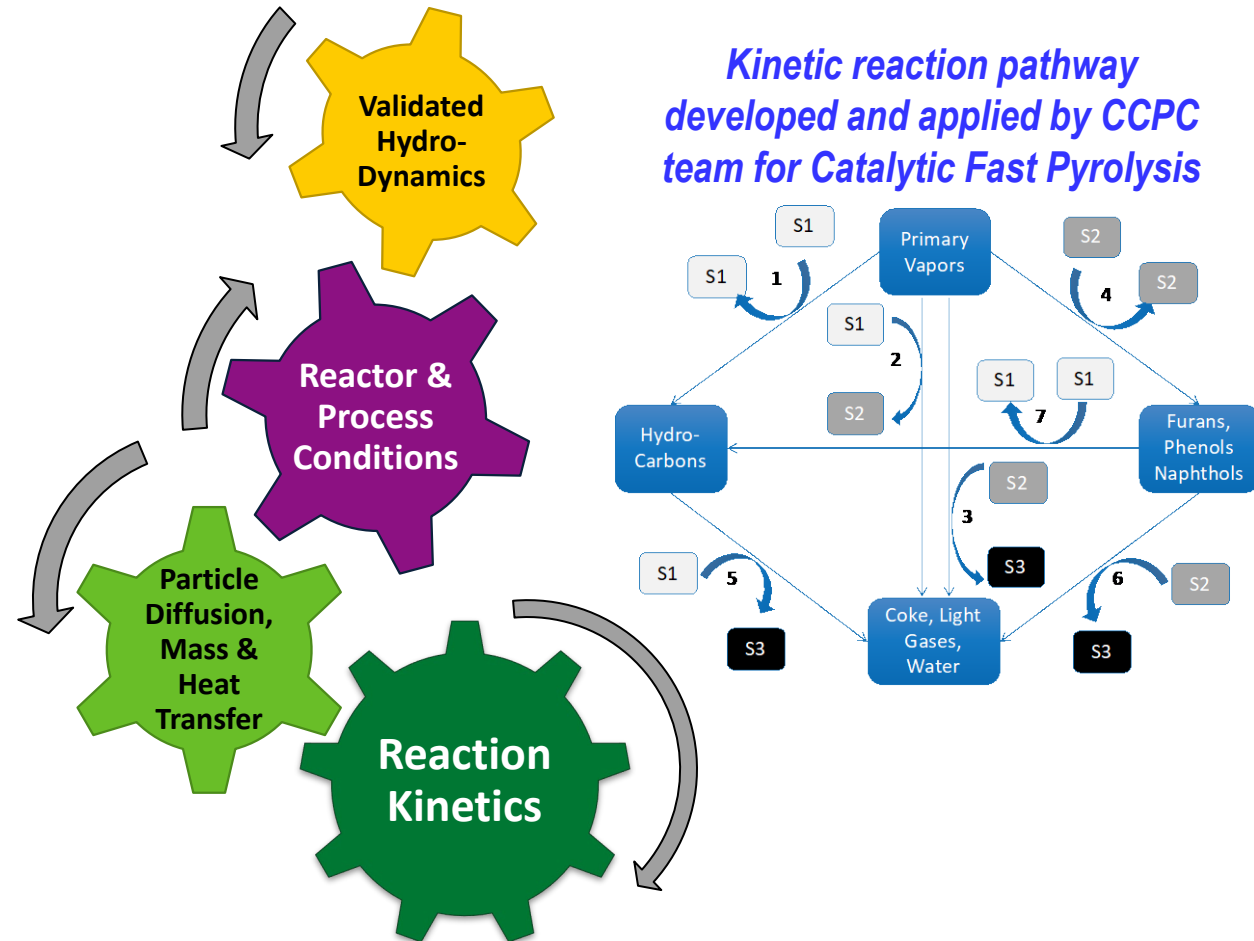 Validated
Hydro-
Dynamics
Reactor &
Process
Conditions
Particle
Diffusion,
Mass &
Heat
Transfer
Reaction
Kinetics
Kinetic reaction pathway
developed and applied by CCPC
team for Catalytic Fast Pyrolysis
S1
S1
1
Primary
Vapors
S2
S2
4
S1
2
S2
S1
S1
7
Hydro-
Carbons
Furans,
Phenols
Naphthols
S2
3
S3
S1
5
S3
Coke, Light
Gases,
Water
6
S2
S3